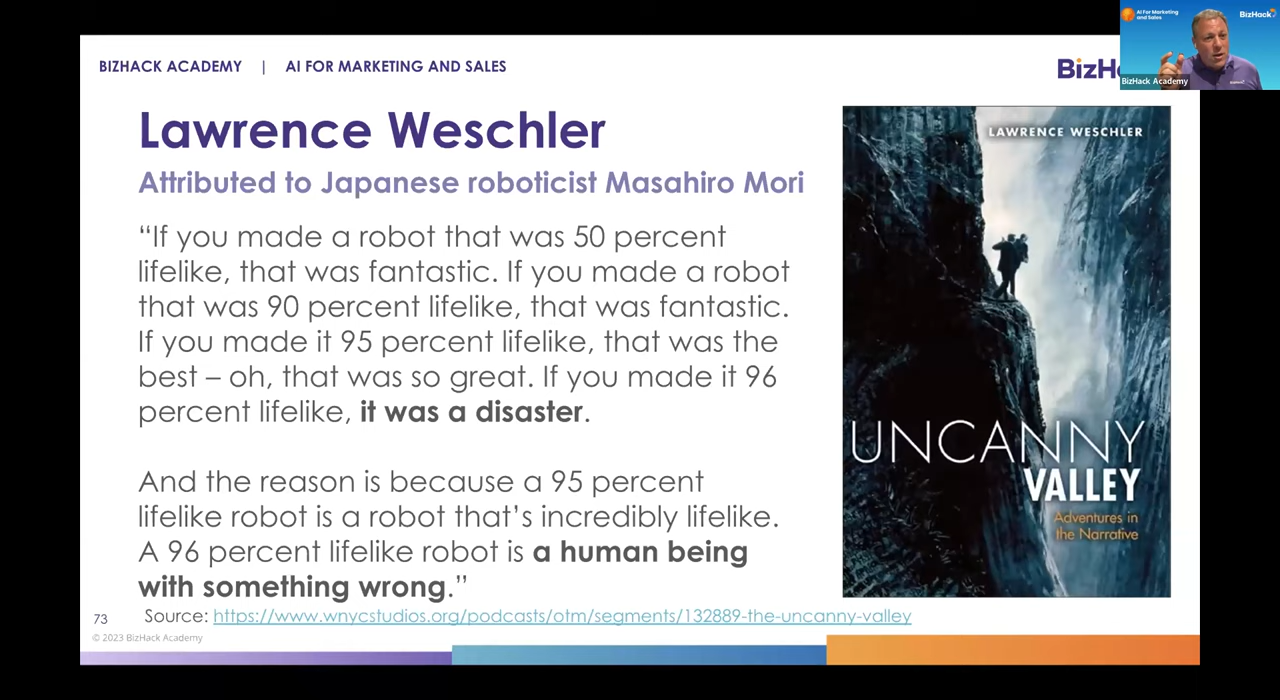 BIZHACK ACADEMY | AI FOR MARKETING AND SALES
BizH
AI For Marketing
and Sales
BizHack
BizHack Academy
Lawrence Weschler
Attributed to Japanese roboticist Masahiro Mori
“If you made a robot that was 50 percent
lifelike, that was fantastic. If you made a robot
that was 90 percent lifelike, that was fantastic.
If you made it 95 percent lifelike, that was the
best – oh, that was so great. If you made it 96
percent lifelike, it was a disaster.
And the reason is because a 95 percent
lifelike robot is a robot that’s incredibly lifelike.
A 96 percent lifelike robot is a human being
with something wrong.”
LAWRENCE WESCHLER
UNCANNY
VALLEY
Adventures in
the Narrative
73
Source: https://www.wnycstudios.org/podcasts/otm/segments/132889-the-uncanny-valley
© 2023 BizHack Academy